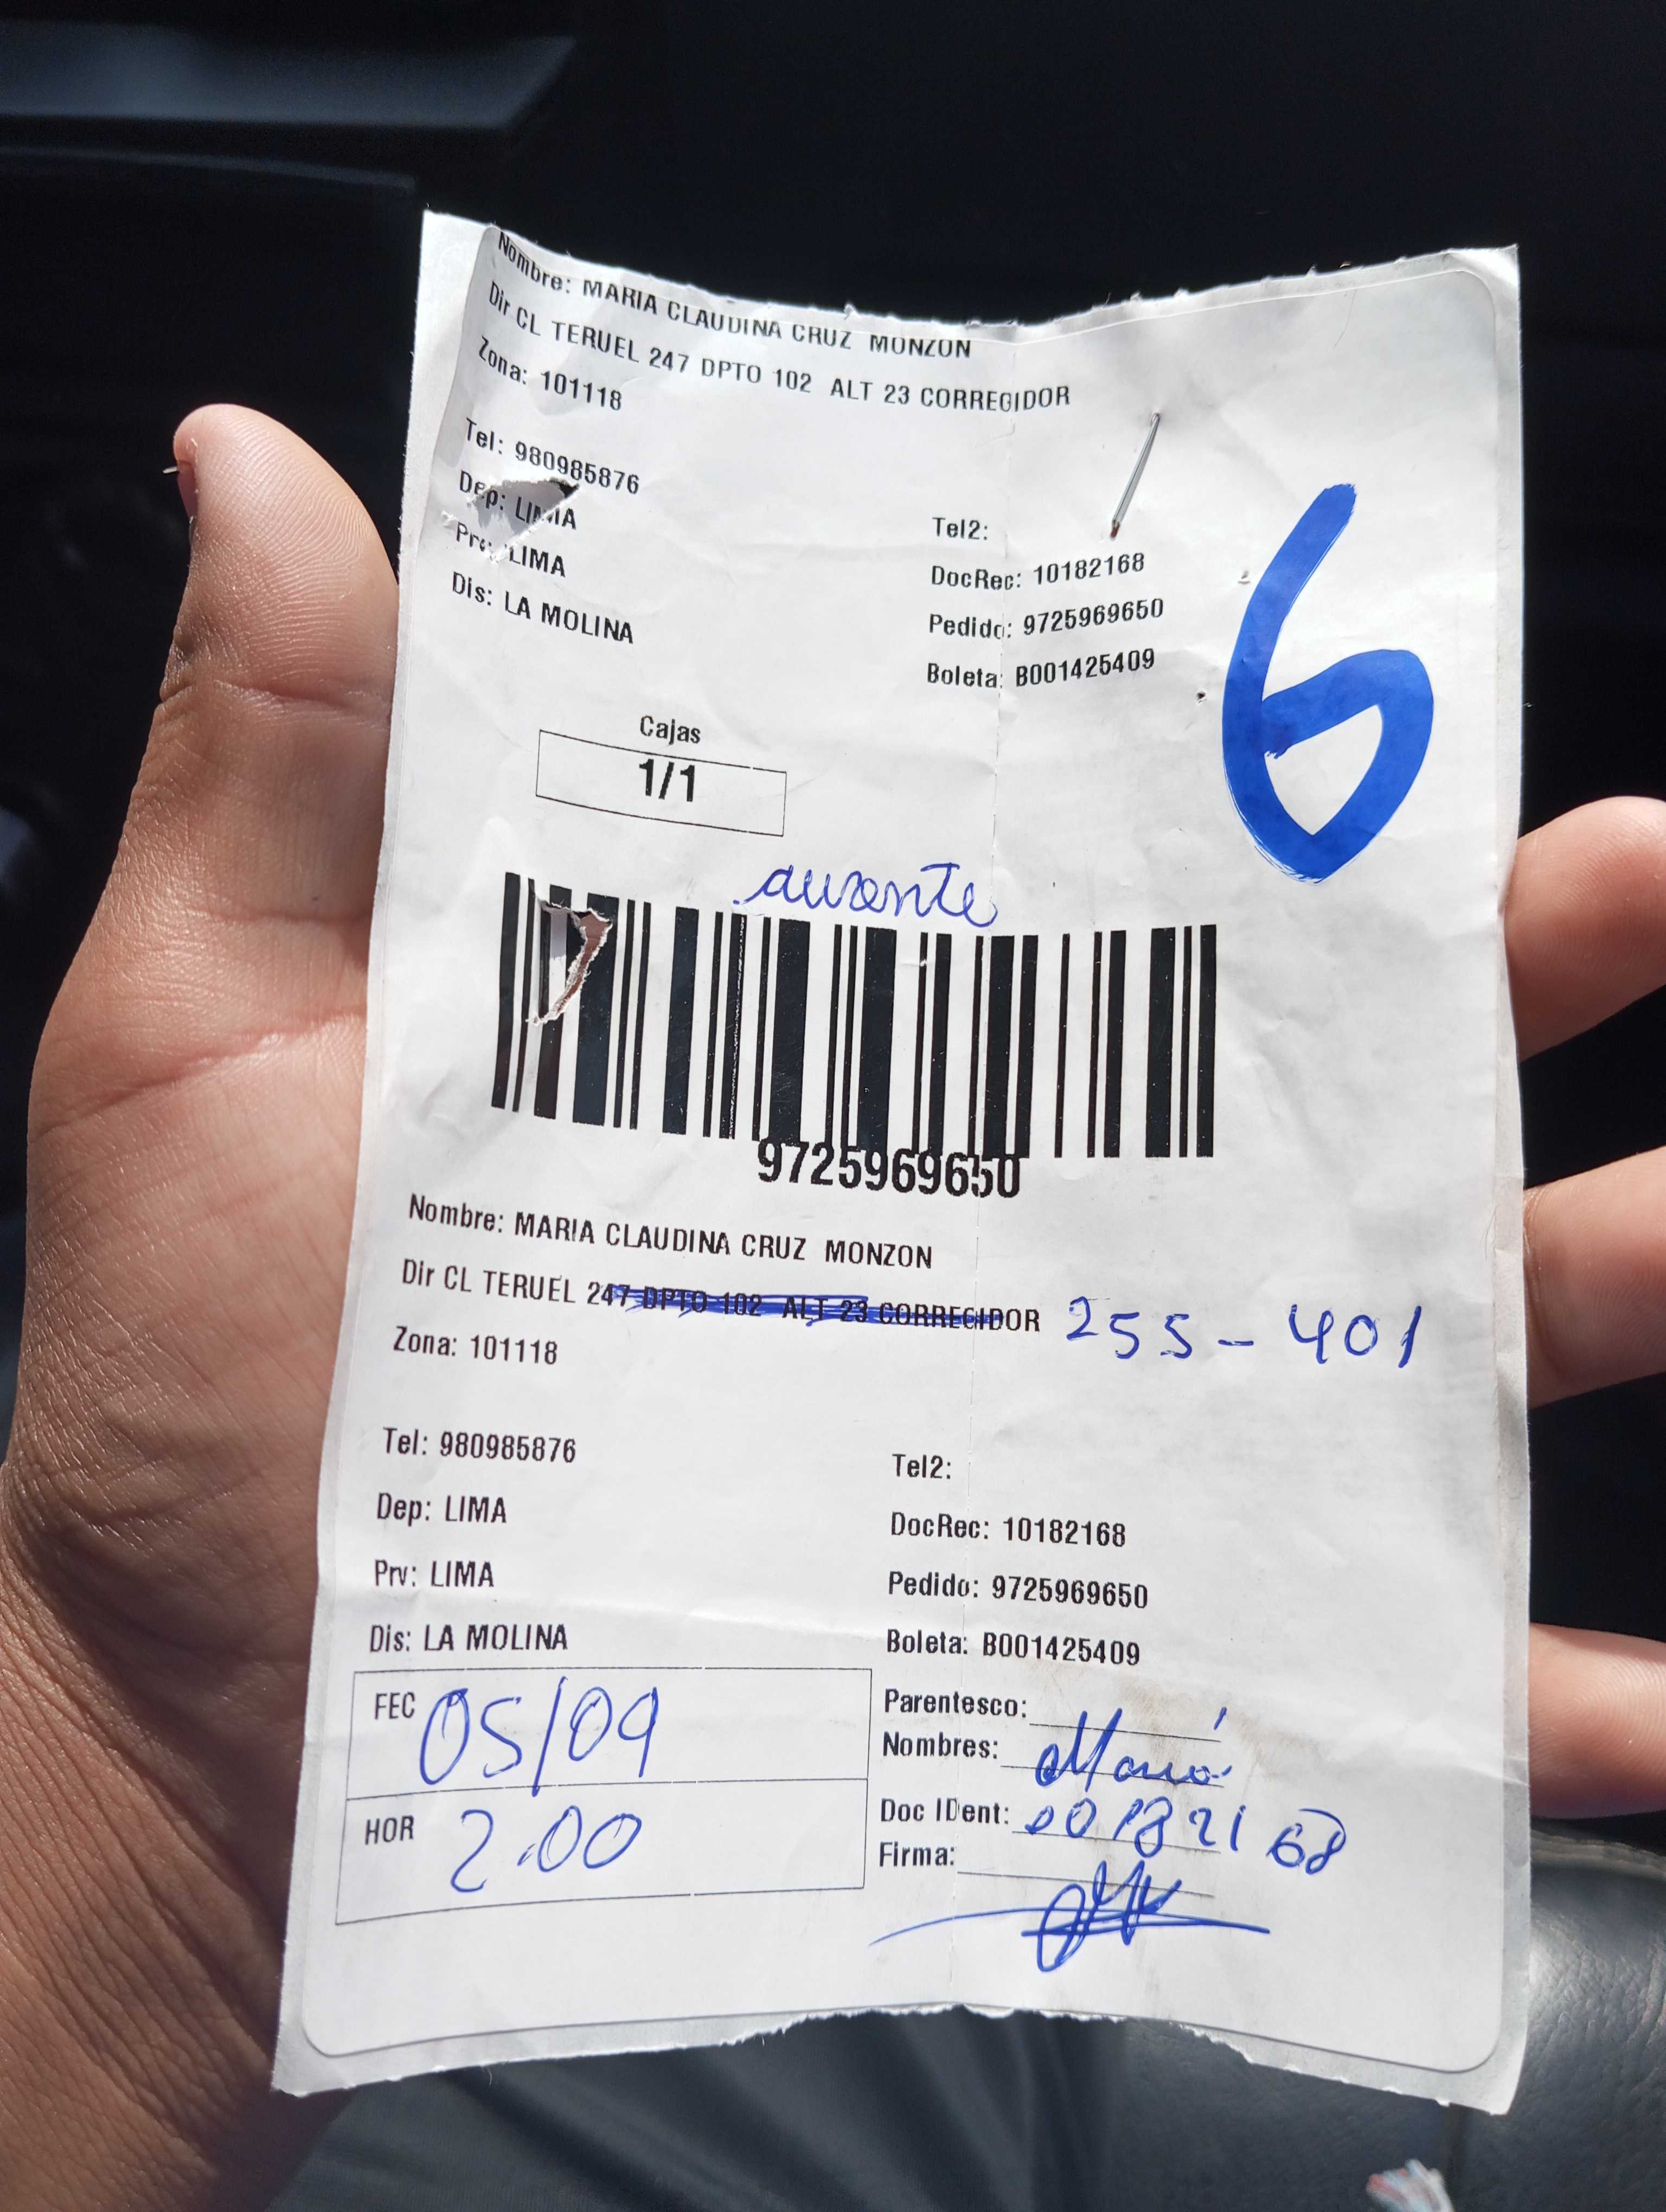 Nombre: MARIA CLAUDINA CRUZ MONZON
Dir CL TERUEL 247 DPTO 102 ALT 23 CORREGIDOR
Zona: 101118
Tel: 980985876
Dep: LIMA
Prv: LIMA
Dis: LA MOLINA
Tel2:
DocRec: 10182168
Pedido: 9725969650
Boleta: B001425409
6
Cajas
1/1
9725969650
Nombre: MARIA CLAUDINA CRUZ MONZON
Dir CL TERUEL 247 DPTO 102 ALT 23 CORREGIDOR 255-401
Zona: 101118
Tel: 980985876
Dep: LIMA
Prv: LIMA
Dis: LA MOLINA
Tel2:
DocRec: 10182168
Pedido: 9725969650
Boleta: B001425409
FEC 05/09
HOR 2.00
Parentesco:
Nombres: María
Doc IDent:
Firma: